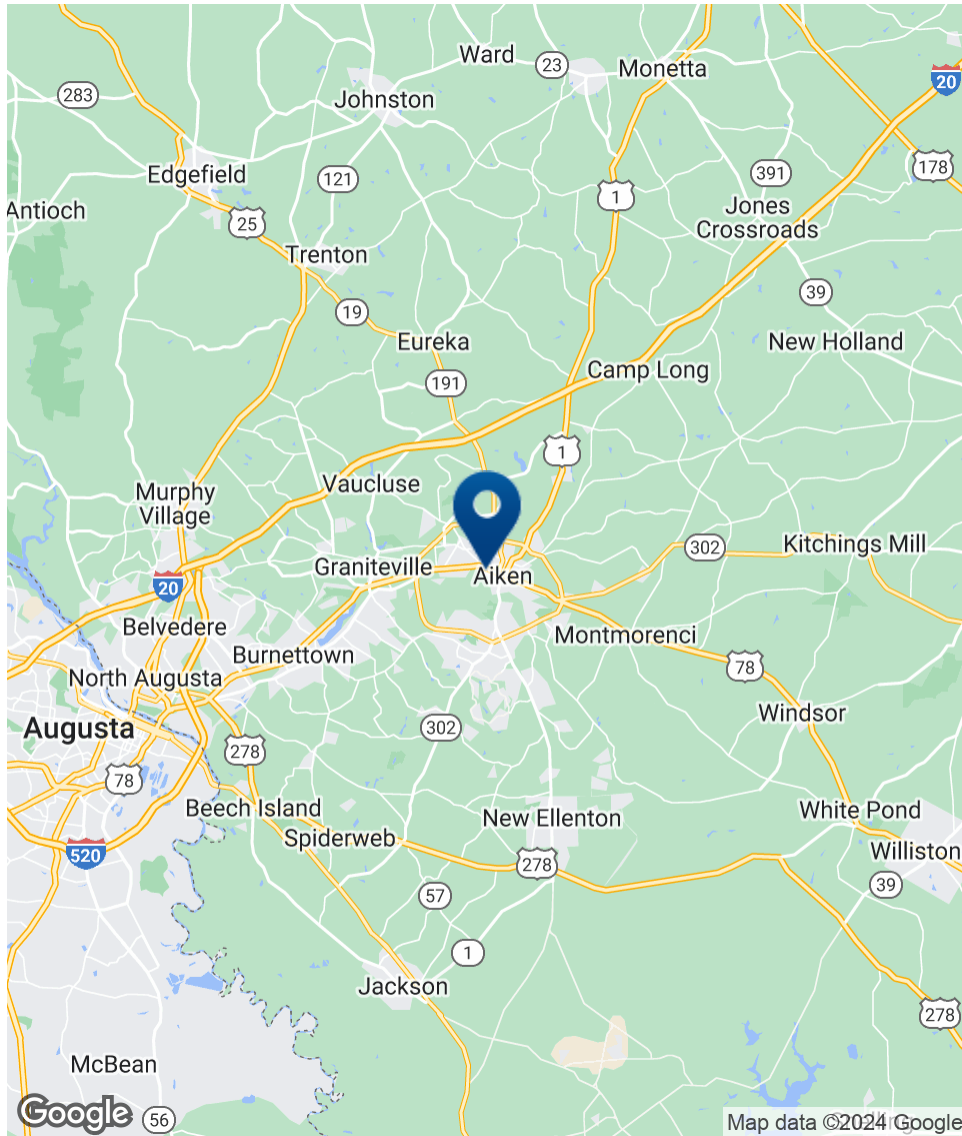 Ward
23
Monetta
20
283
Johnston
Edgefield
121
391
178
1
Antioch
Jones
Crossroads
25
Trenton
39
19
Eureka
New Holland
Camp Long
191
1
Vaucluse
Murphy
Village
302
Kitchings Mill
Graniteville
Aiken
20
Belvedere
Montmorenci
Burnettown
78
North Augusta
Windsor
Augusta
302
278
78
Beech Island
New Ellenton
White Pond
Spiderweb
Williston
520
278
39
57
1
Jackson
278
McBean
Google
56
Map data ©2024 Google